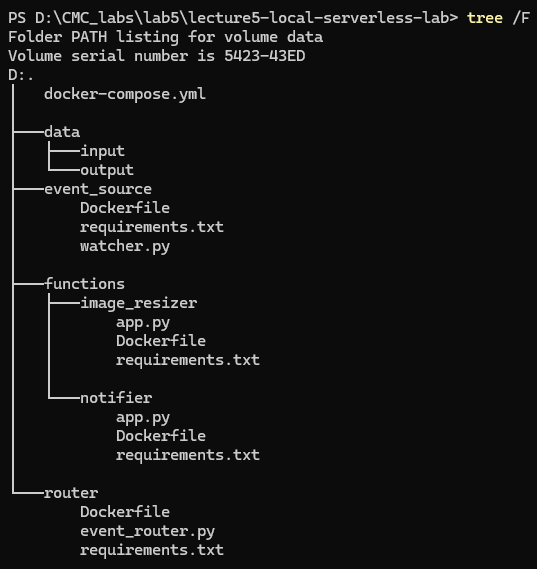 PS D:\CMC_labs\lab5\lecture5-local-serverless-lab> tree /F
Folder PATH listing for volume data
Volume serial number is 5423-43ED
D:.
│   docker-compose.yml
│
├───data
│   ├───input
│   └───output
├───event_source
│       Dockerfile
│       requirements.txt
│       watcher.py
│
├───functions
│   ├───image_resizer
│   │       app.py
│   │       Dockerfile
│   │       requirements.txt
│   │
│   └───notifier
│           app.py
│           Dockerfile
│           requirements.txt
│
└───router
        Dockerfile
        event_router.py
        requirements.txt